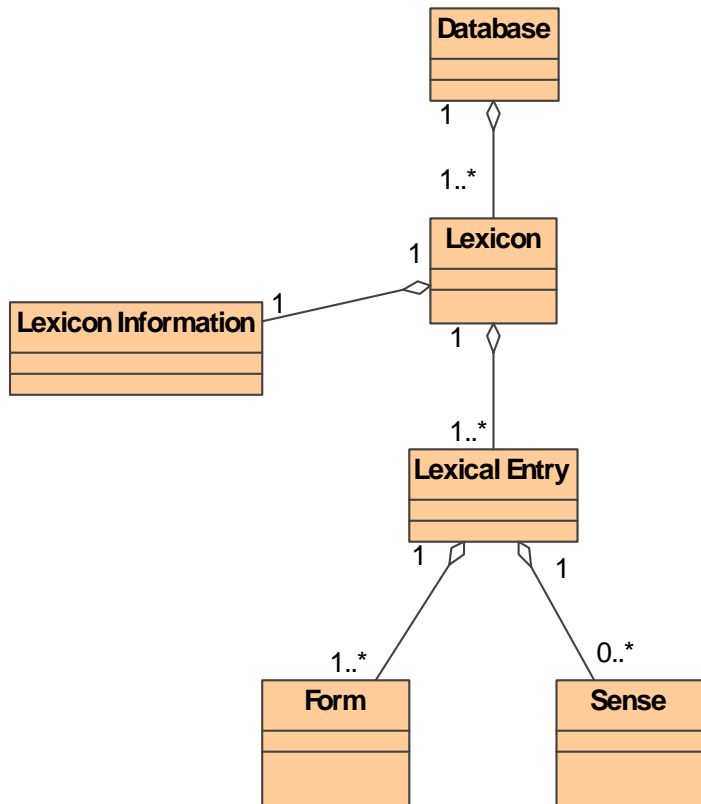 Database
1
1..*
Lexicon
1
1
Lexicon Information
1
1..*
Lexical Entry
1
1
1..*
0..*
Form
Sense